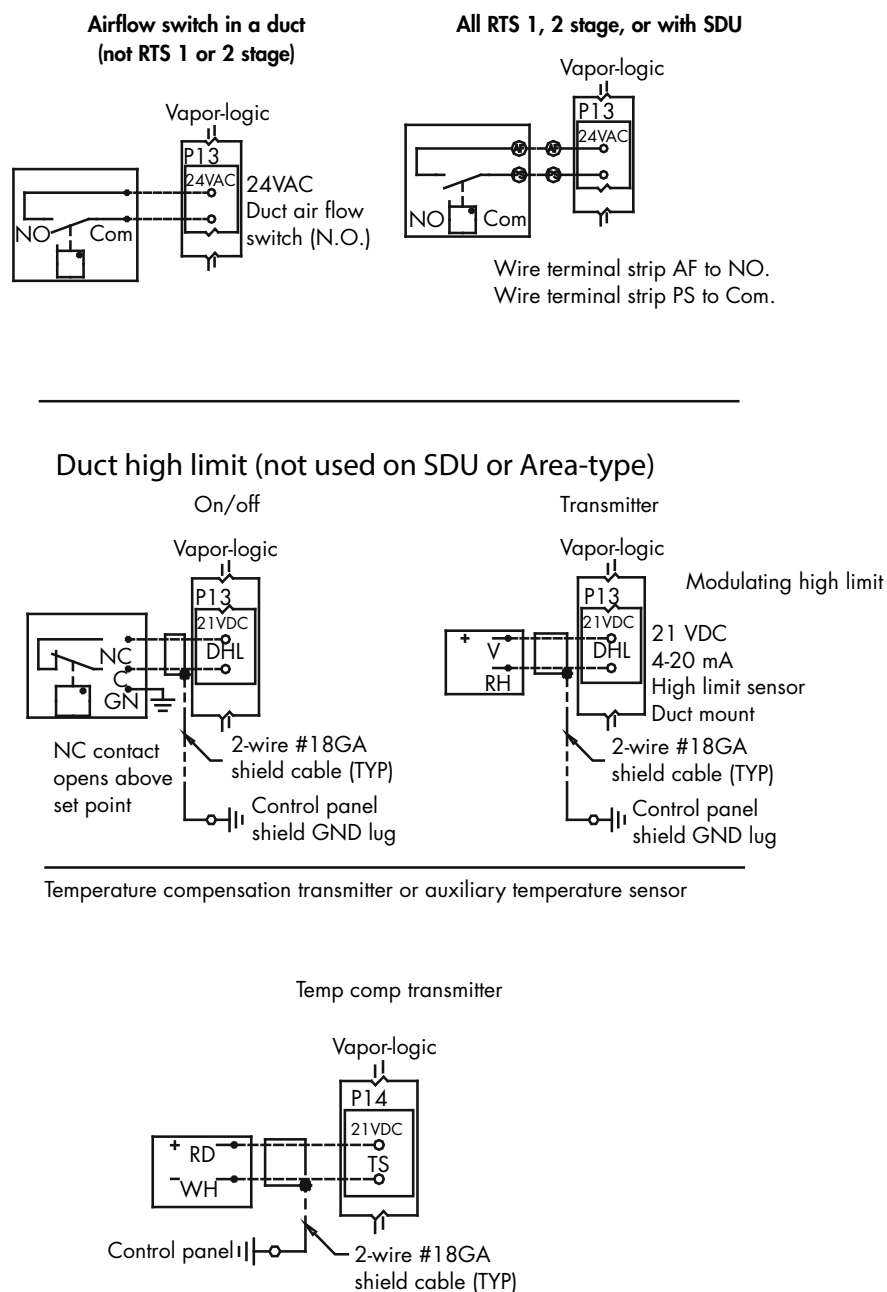 Airflow switch in a duct
(not RTS 1 or 2 stage)
Vapor-logic
P13
24VAC
24VAC
Duct air flow
switch (N.O.)
NO
Com
All RTS 1, 2 stage, or with SDU
Vapor-logic
P13
24VAC
AF
AF
PS
PS
NO
Com
Wire terminal strip AF to NO.
Wire terminal strip PS to Com.
Duct high limit (not used on SDU or Area-type)
On/off
Vapor-logic
P13
21VDC
DHL
NC
C
GN
NC contact
opens above
set point
2-wire #18GA
shield cable (TYP)
Control panel
shield GND lug
Transmitter
Vapor-logic
Modulating high limit
P13
21VDC
DHL
+
V
RH
21 VDC
4-20 mA
High limit sensor
Duct mount
2-wire #18GA
shield cable (TYP)
Control panel
shield GND lug
Temperature compensation transmitter or auxiliary temperature sensor
Temp comp transmitter
Vapor-logic
P14
21VDC
TS
+ RD
- WH
Control panel
2-wire #18GA
shield cable (TYP)